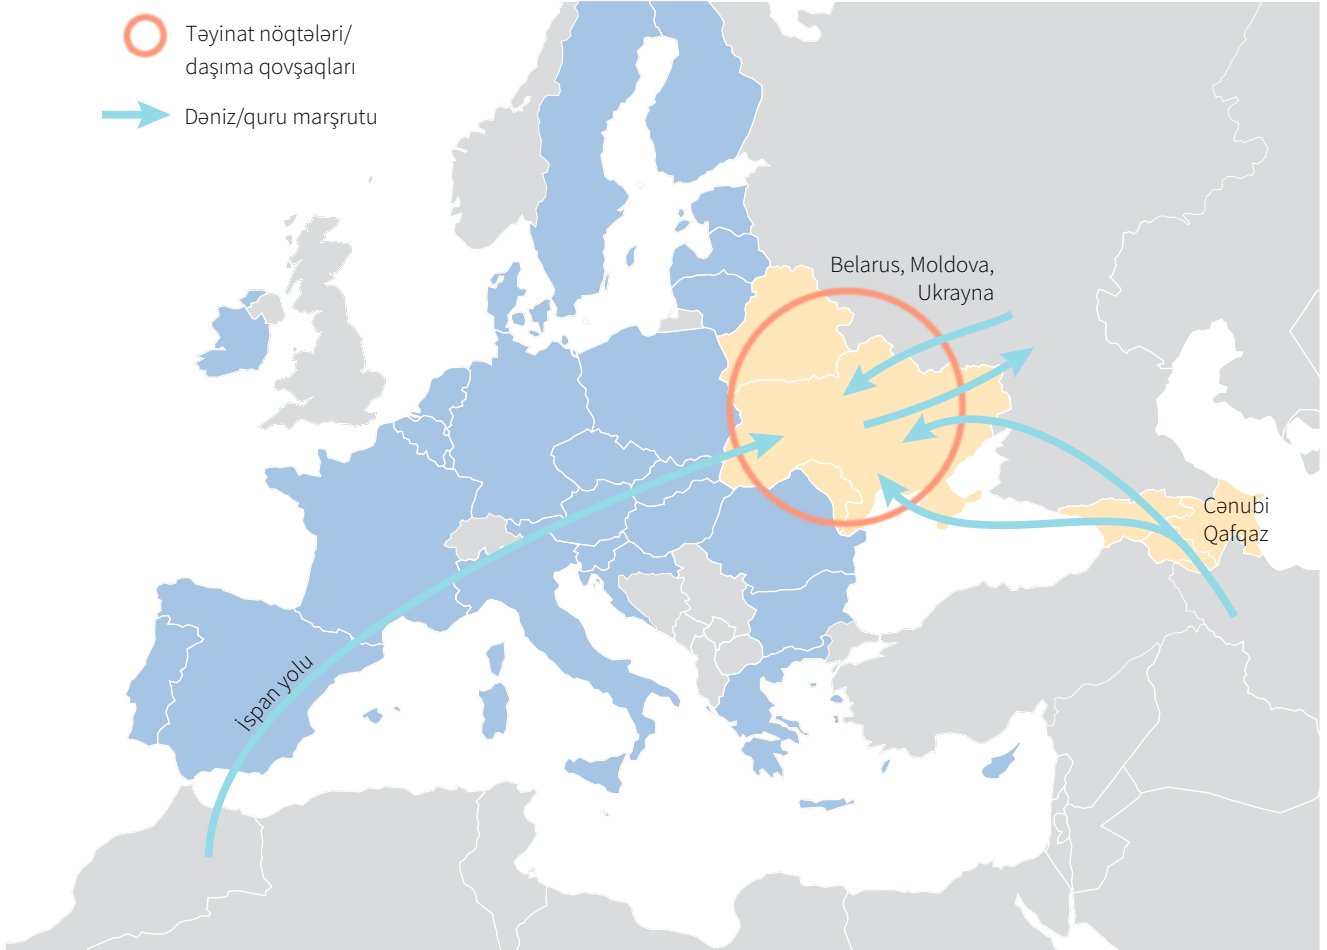 Təyinat nöqtələri/
daşıma qovşaqları
Dəniz/quru marşrutu
Belarus, Moldova,
Ukrayna
Cənubi
Qafqaz
İspan yolu